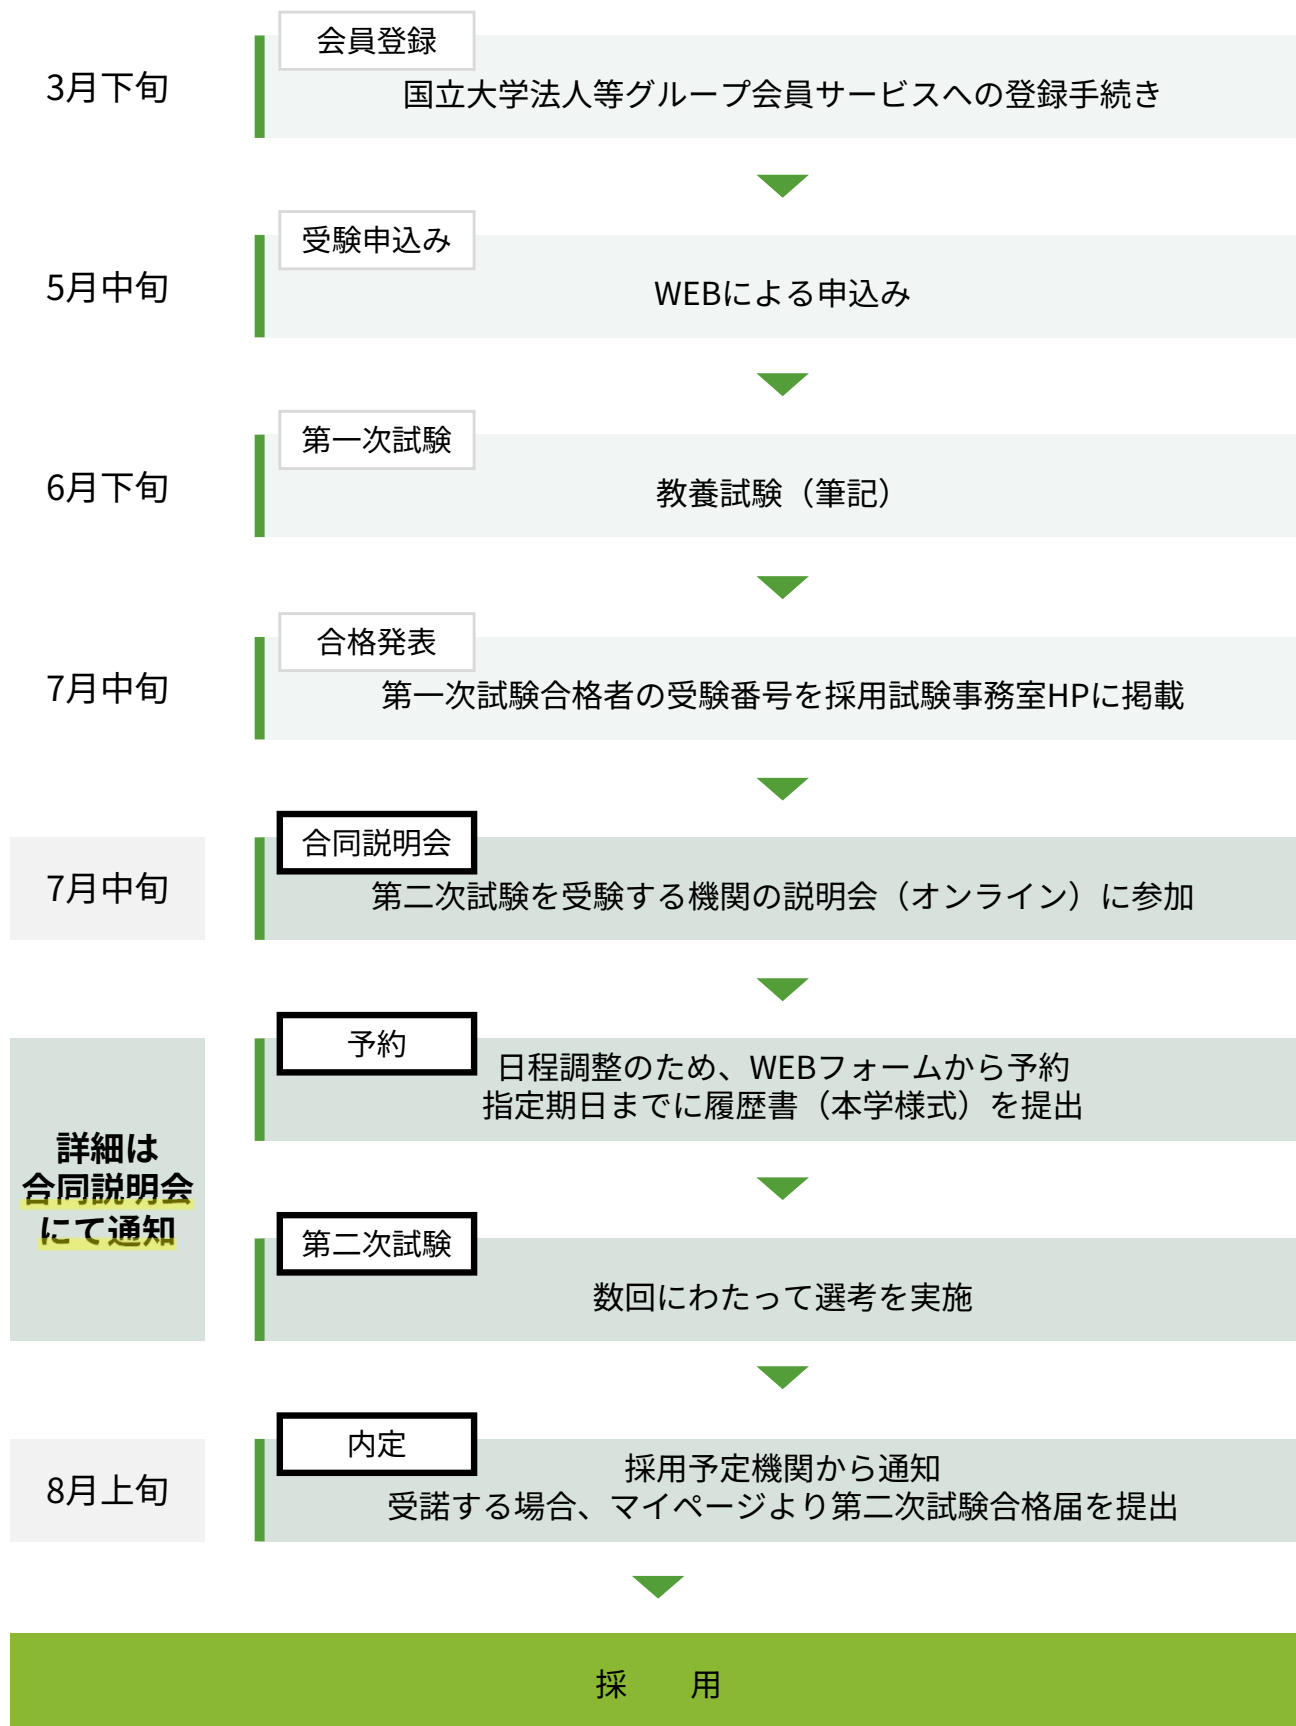 会員登録
3月下旬
国立大学法人等グループ会員サービスへの登録手続き
受験申込み
5月中旬
WEBによる申込み
第一次試験
6月下旬
教養試験（筆記）
合格発表
7月中旬
第一次試験合格者の受験番号を採用試験事務室HPに掲載
合同説明会
7月中旬
第二次試験を受験する機関の説明会（オンライン）に参加
予約
日程調整のため、WEBフォームから予約
指定期日までに履歴書（本学様式）を提出
詳細は
合同説明会
にて通知
第二次試験
数回にわたって選考を実施
内定
8月上旬
採用予定機関から通知
受諾する場合、マイページより第二次試験合格届を提出
採　　用